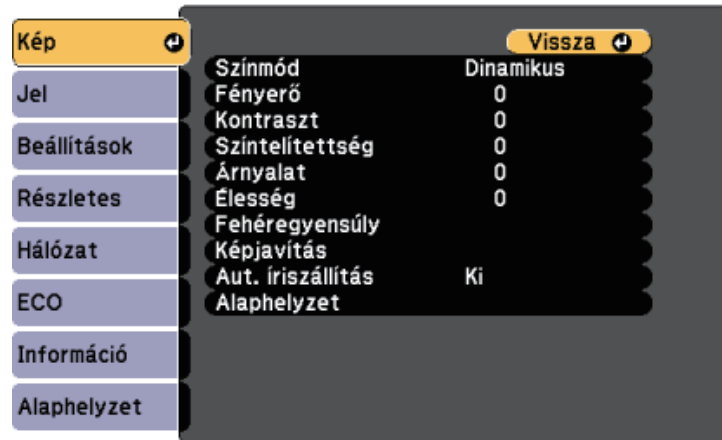 Kép
Jel
Beállítások
Részletes
Hálózat
ECO
Információ
Alaphelyzet
Vissza
Színmód Dinamikus
Fényerő 0
Kontraszt 0
Színtelítettség 0
Árnyalat 0
Élesség 0
Fehéregyensúly
Képjavítás
Aut. íriszállítás Ki
Alaphelyzet